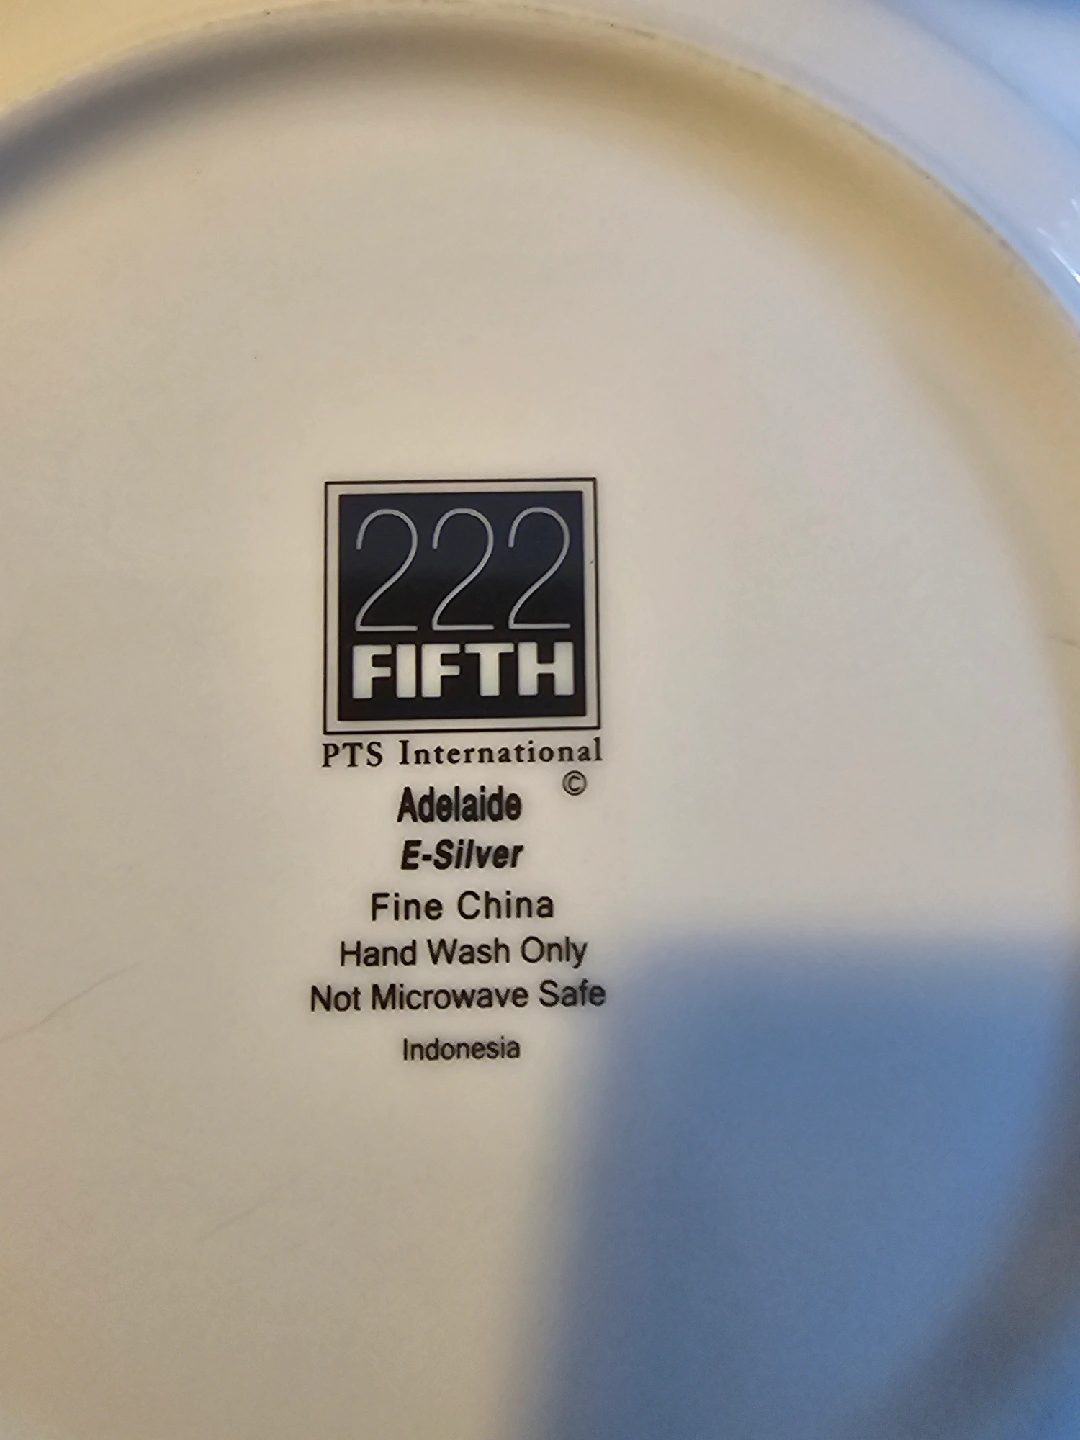 222
FIFTH
PTS International
©
Adelaide
E-Silver
Fine China
Hand Wash Only
Not Microwave Safe
Indonesia